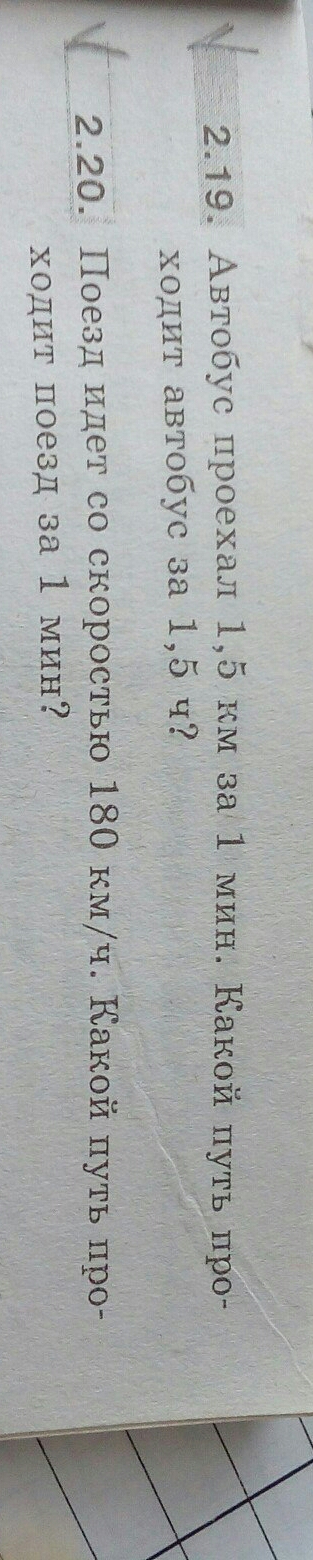 2.19. Автобус проехал 1,5 км за 1 мин. Какой путь про-
ходит автобус за 1,5 ч?
2.20. Поезд идет со скоростью 180 км/ч. Какой путь про-
ходит поезд за 1 мин?